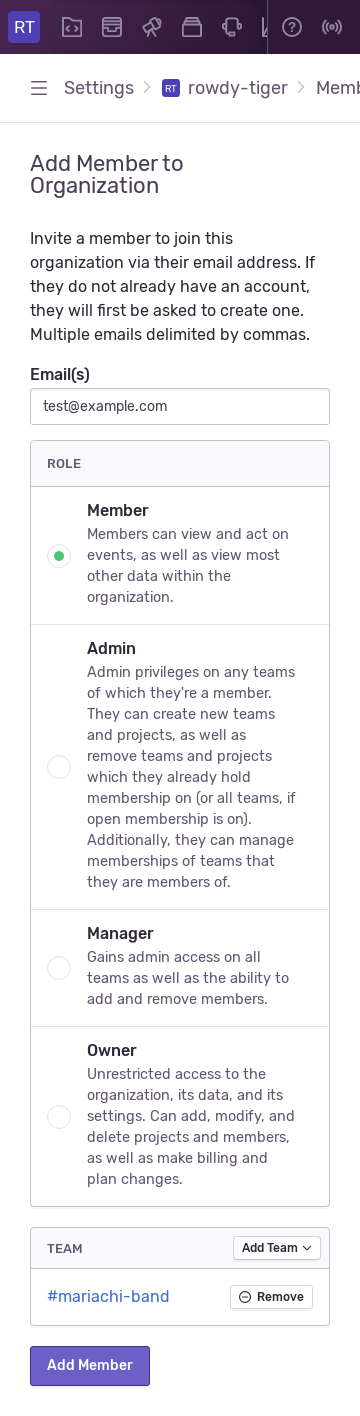 RT
Settings
RT
rowdy-tiger
Memb
Add Member to
Organization
Invite a member to join this
organization via their email address. If
they do not already have an account,
they will first be asked to create one.
Multiple emails delimited by commas.
Email(s)
test@example.com
ROLE
Member
Members can view and act on
events, as well as view most
other data within the
organization.
Admin
Admin privileges on any teams
of which they're a member.
They can create new teams
and projects, as well as
remove teams and projects
which they already hold
membership on (or all teams, if
open membership is on).
Additionally, they can manage
memberships of teams that
they are members of.
Manager
Gains admin access on all
teams as well as the ability to
add and remove members.
Owner
Unrestricted access to the
organization, its data, and its
settings. Can add, modify, and
delete projects and members,
as well as make billing and
plan changes.
TEAM
Add Team
#mariachi-band
Remove
Add Member